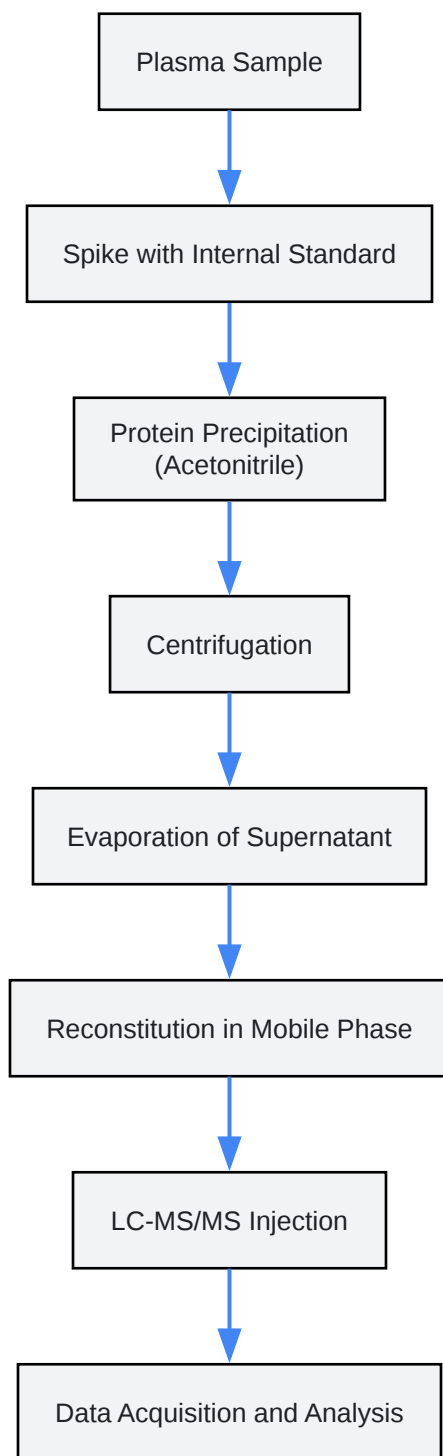 Plasma Sample
Spike with Internal Standard
Protein Precipitation
(Acetonitrile)
Centrifugation
Evaporation of Supernatant
Reconstitution in Mobile Phase
LC-MS/MS Injection
Data Acquisition and Analysis